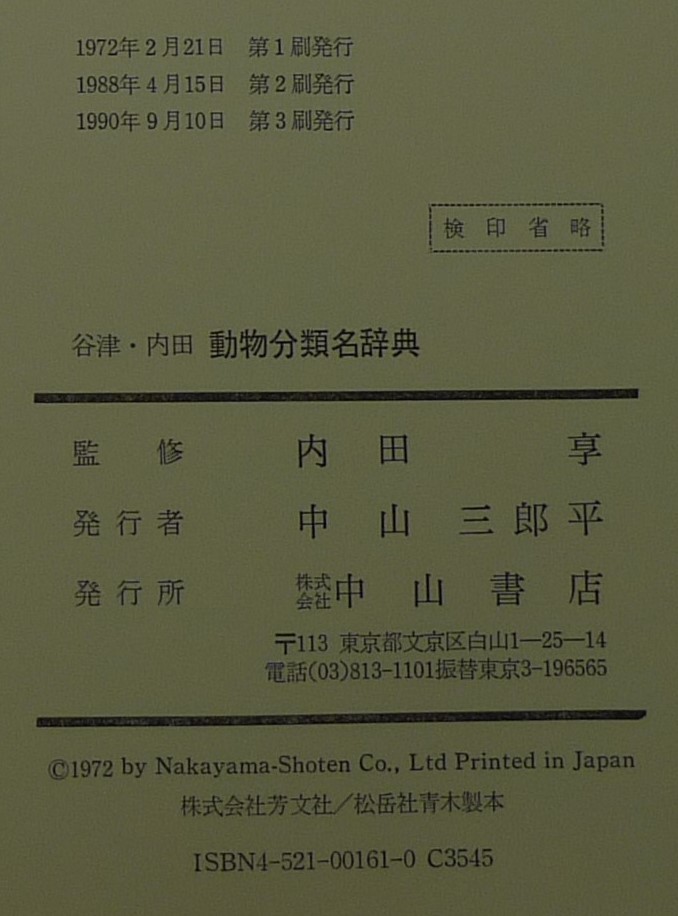 1972年2月21日 第1刷発行
1988年4月15日 第2刷発行
1990年9月10日 第3刷発行
検印省略
谷津・内田 動物分類名辞典
監修 内田 享
発行者 中山三郎平
発行所 株式会社中山書店
〒113 東京都文京区白山1―25―14
電話(03)813-1101振替東京3-196565
©1972 by Nakayama-Shoten Co., Ltd Printed in Japan
株式会社芳文社/松岳社青木製本
ISBN4-521-00161-0 C3545